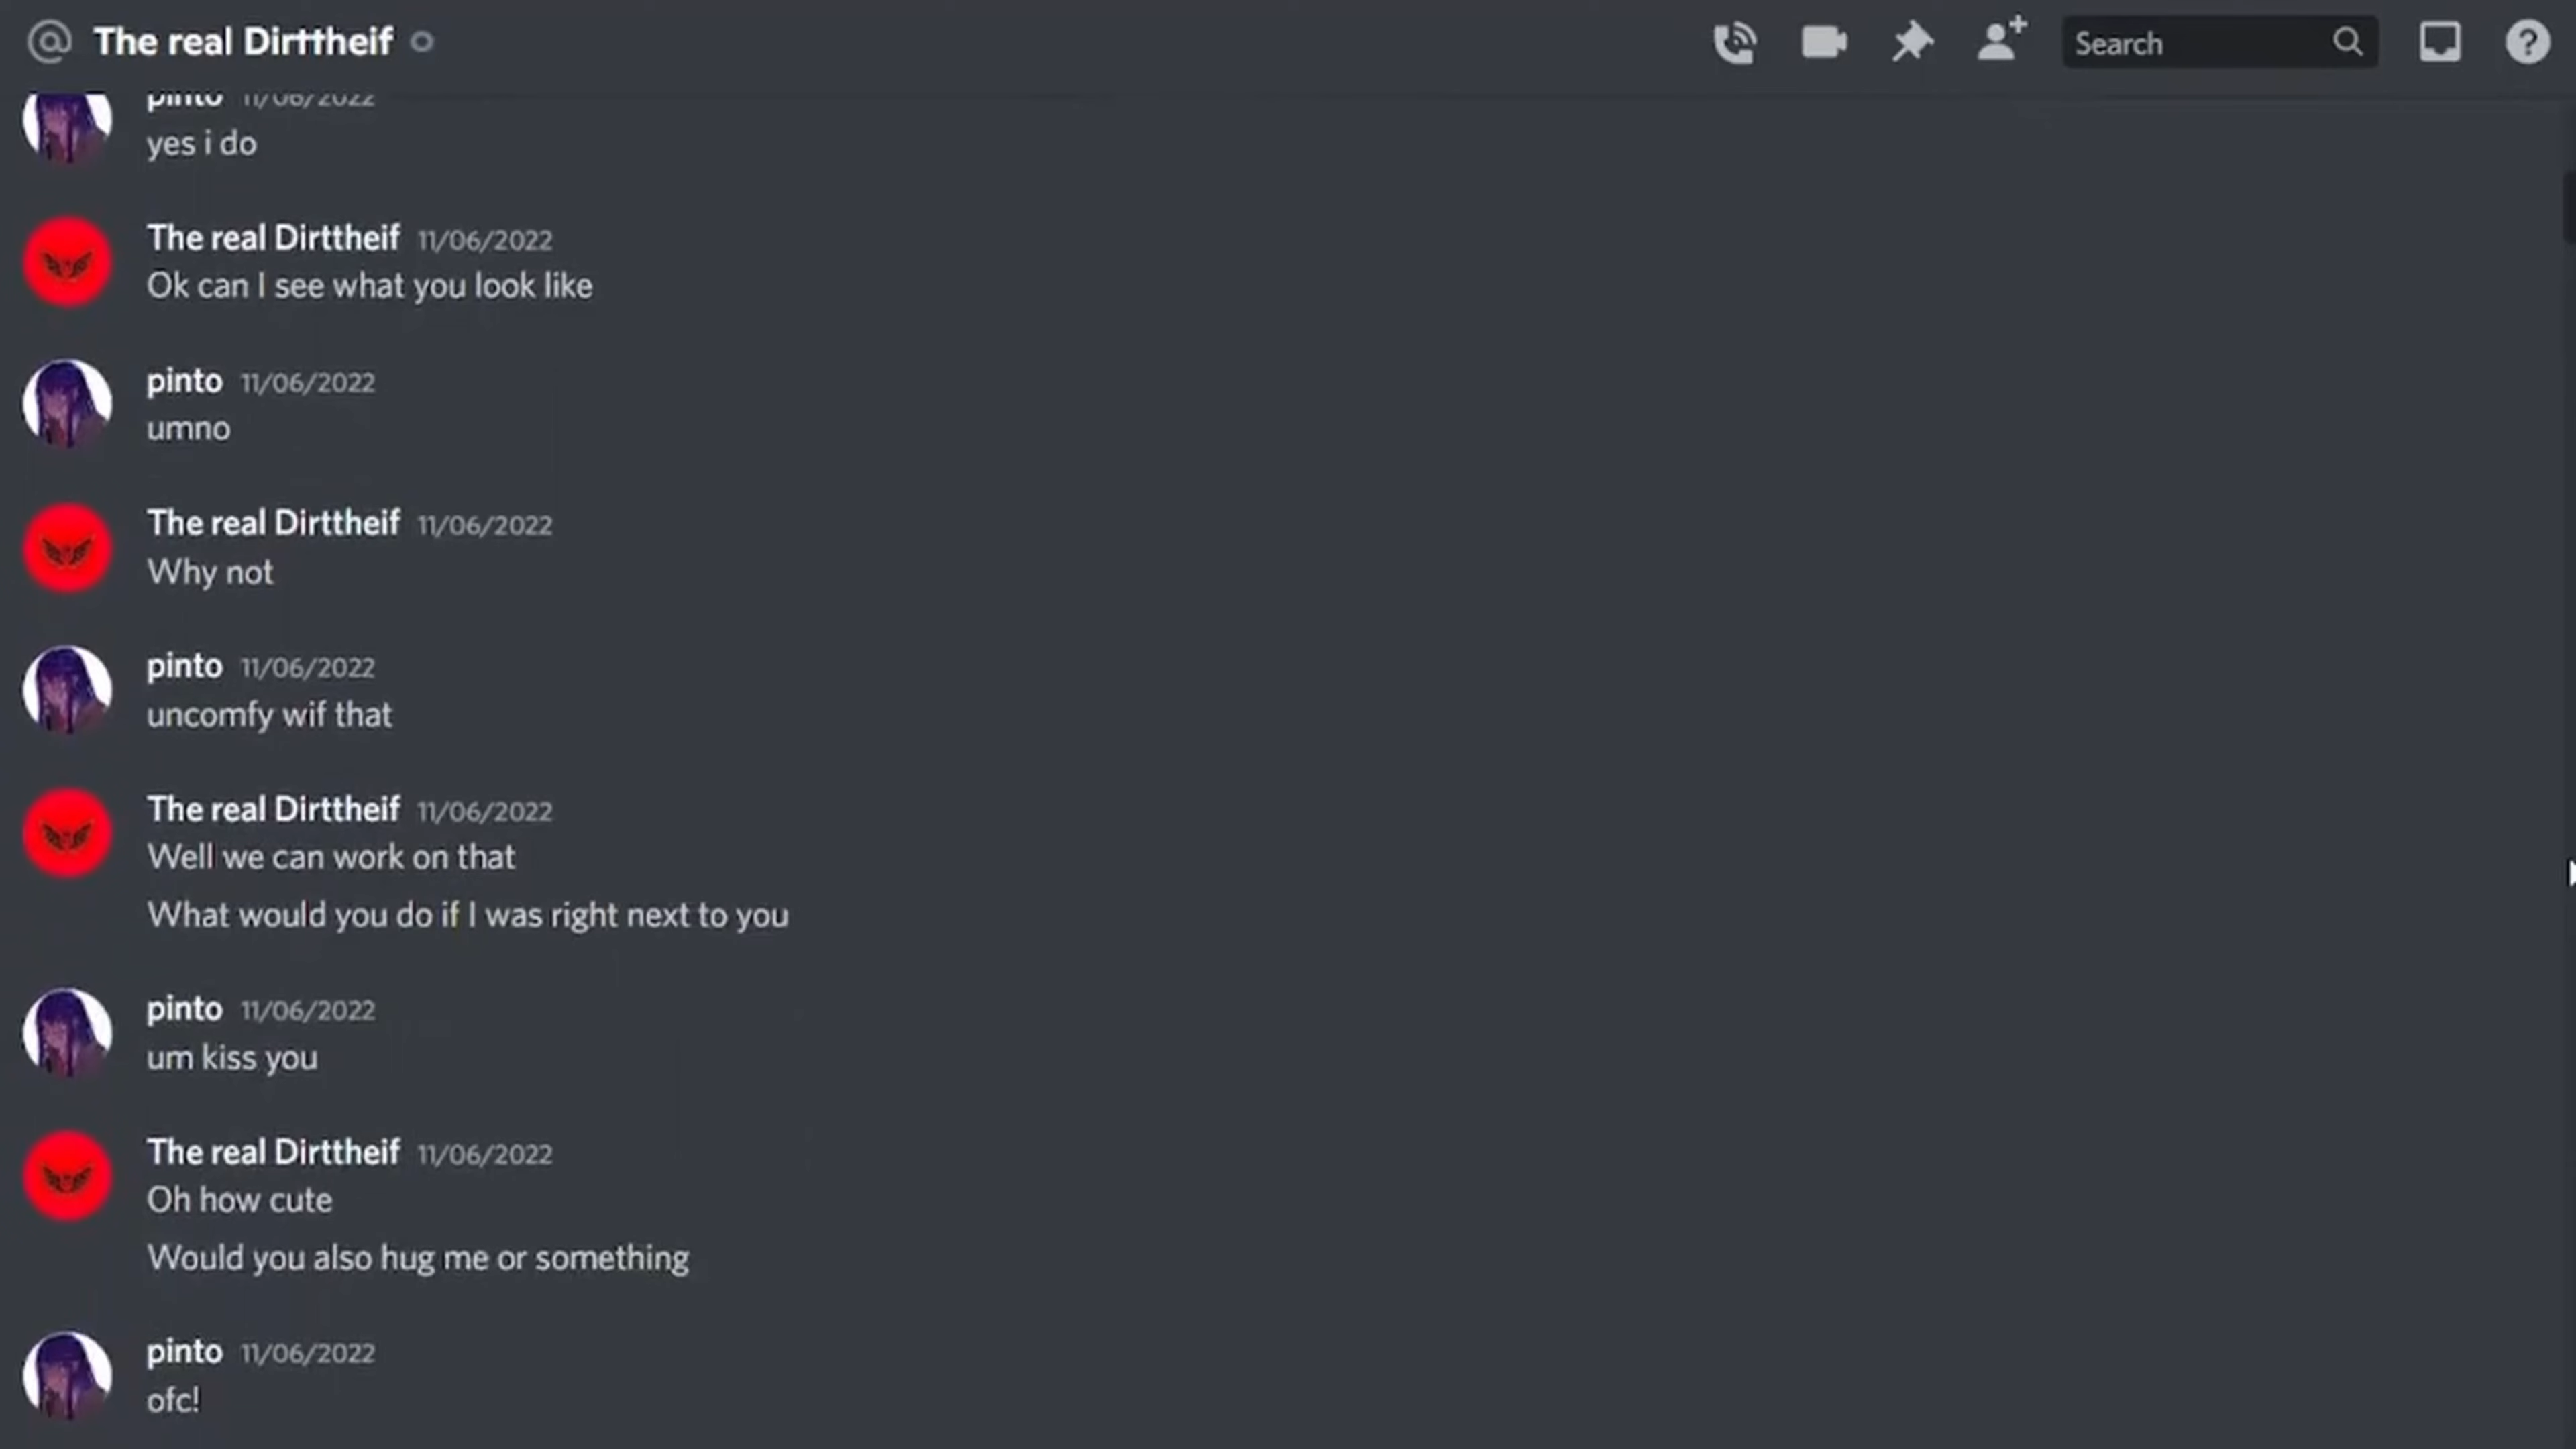 The real Dirttheif
Search
pinto 11/06/2022
yes i do
The real Dirttheif 11/06/2022
Ok can I see what you look like
pinto 11/06/2022
umno
The real Dirttheif 11/06/2022
Why not
pinto 11/06/2022
uncomfy wif that
The real Dirttheif 11/06/2022
Well we can work on that
What would you do if I was right next to you
pinto 11/06/2022
um kiss you
The real Dirttheif 11/06/2022
Oh how cute
Would you also hug me or something
pinto 11/06/2022
ofc!